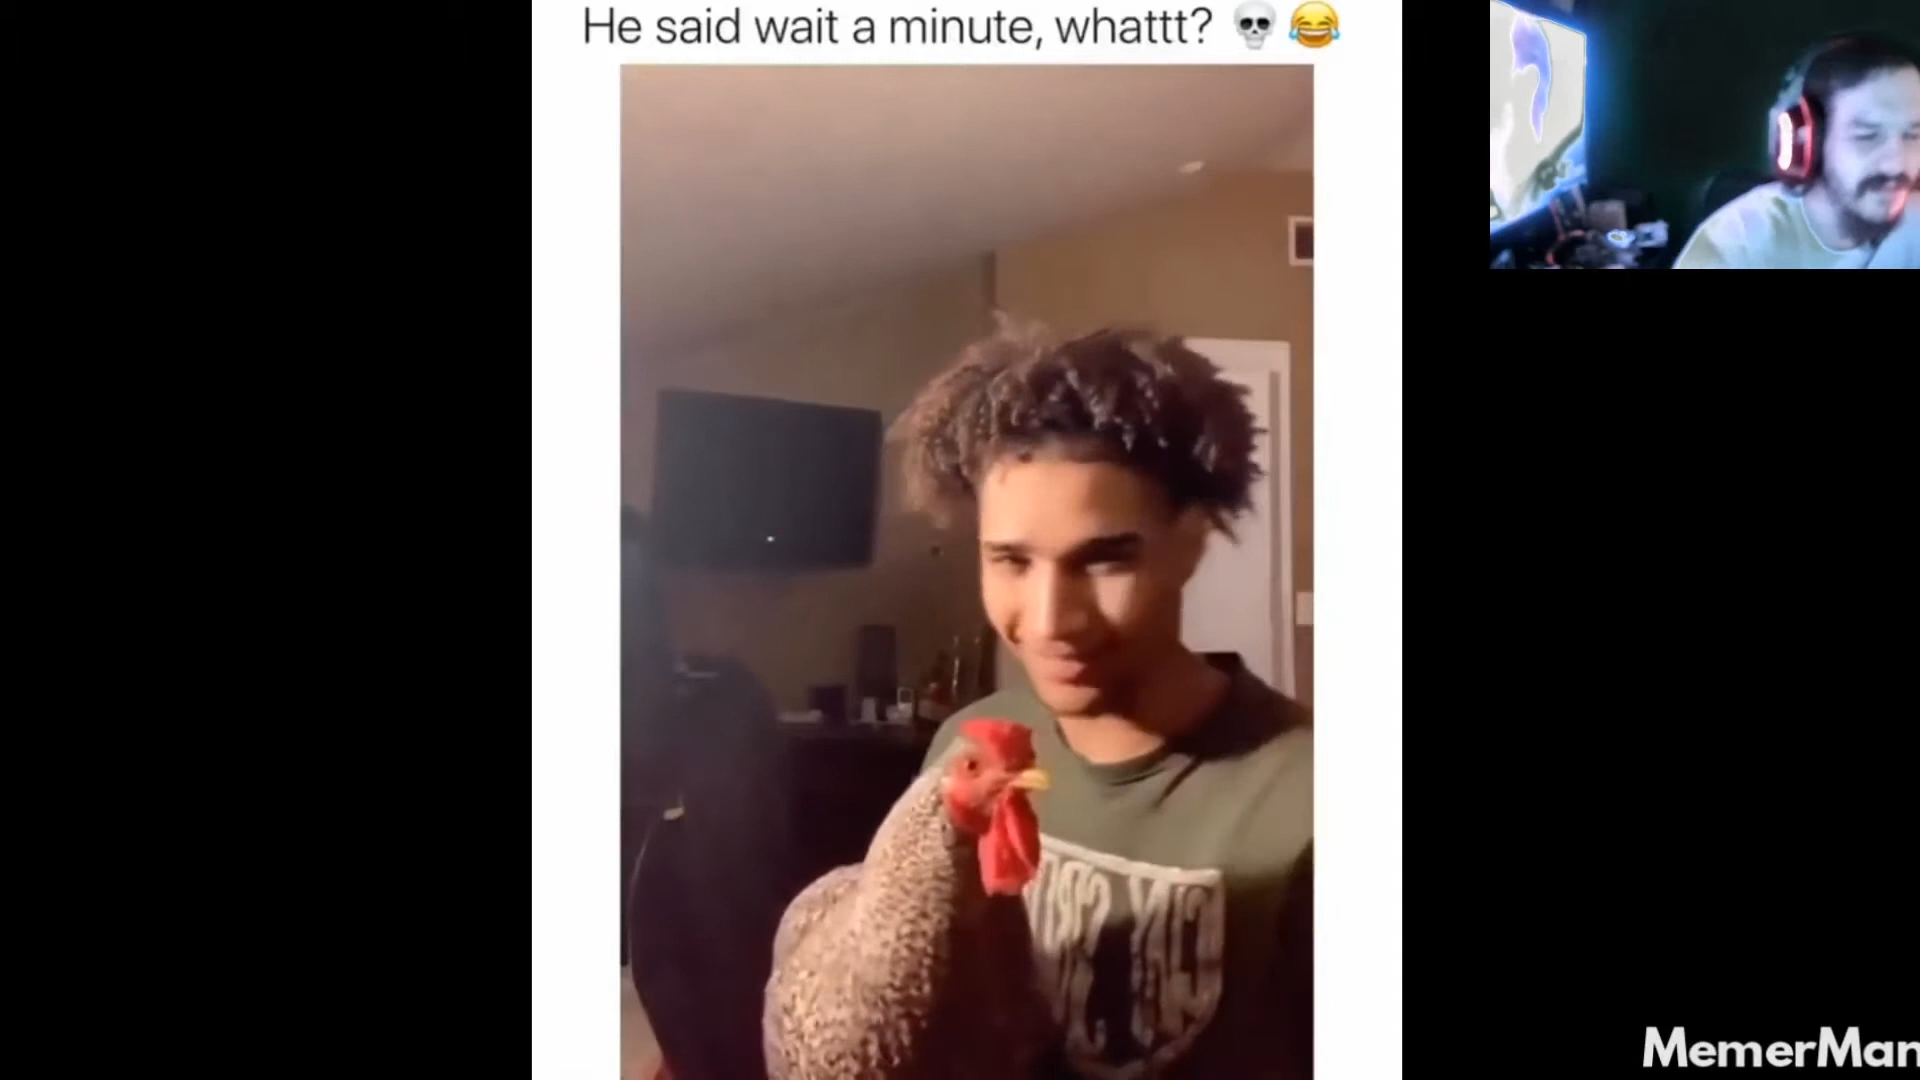 He said wait a minute, whattt? 💀😂
MemerMan